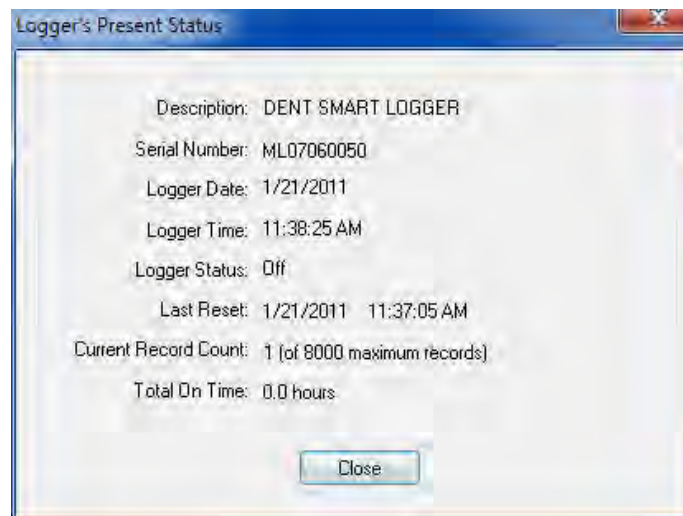 Logger's Present Status
Description: DENT SMART LOGGER
Serial Number: ML07060050
Logger Date: 1/21/2011
Logger Time: 11:38:25 AM
Logger Status: Off
Last Reset: 1/21/2011 11:37:05 AM
Current Record Count: 1 (of 8000 maximum records)
Total On Time: 0.0 hours
Close